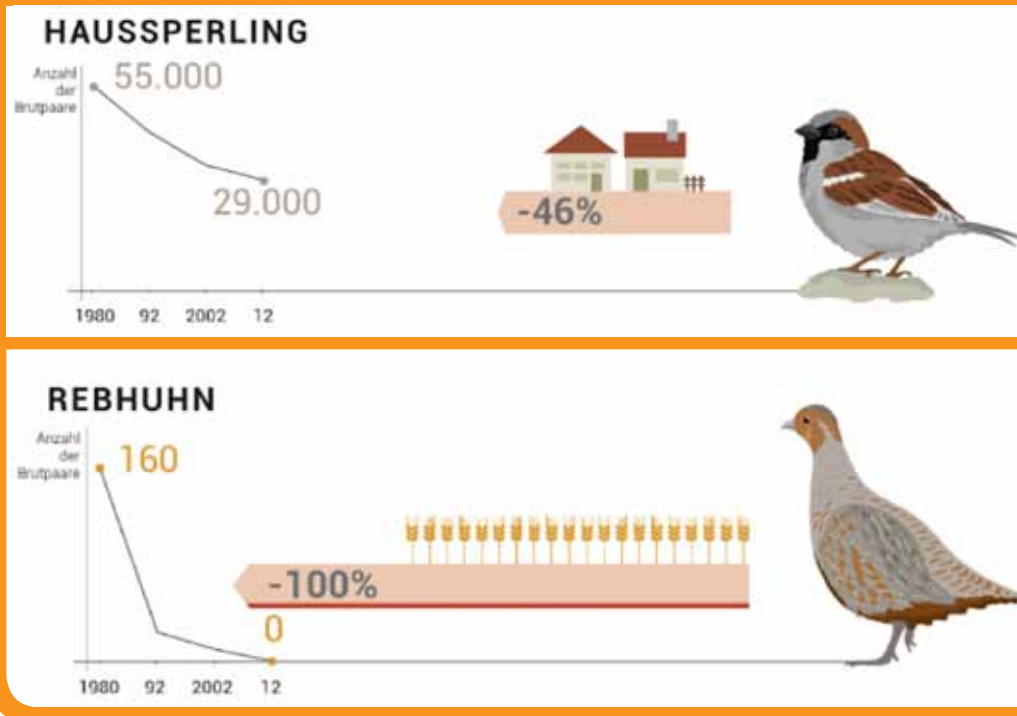 HAUSSPERLING
Anzahl
der
Brutpaare
55.000
29.000
-46%
1980 92 2002 12
REBHUHN
Anzahl
der
Brutpaare
160
-100%
0
1980 92 2002 12